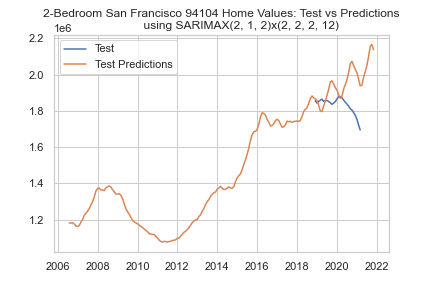 2-Bedroom San Francisco 94104 Home Values: Test vs Predictions
using SARIMAX(2, 1, 2)x(2, 2, 2, 12)
1e6
Test
Test Predictions
2.2
2.0
1.8
1.6
1.4
1.2
2006 2008 2010 2012 2014 2016 2018 2020 2022